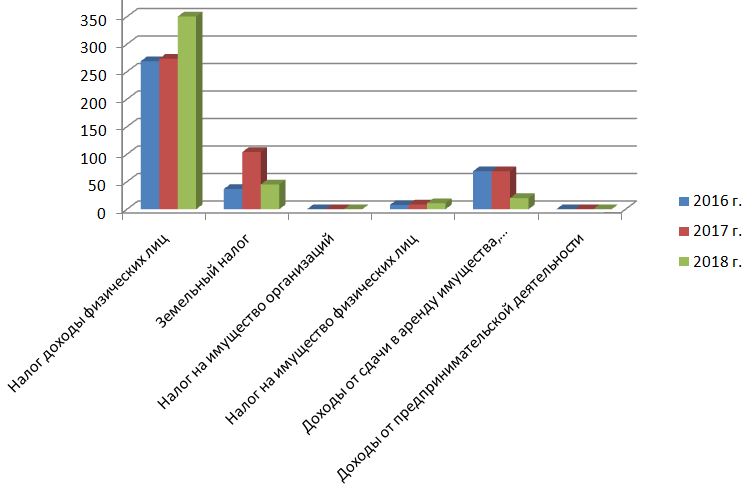 350
300
250
200
150
100
50
0
Налог доходы физических лиц
Земельный налог
Налог на имущество организаций
Налог на имущество физических лиц
Доходы от сдачи в аренду имущества,...
Доходы от предпринимательской деятельности
2016 г.
2017 г.
2018 г.